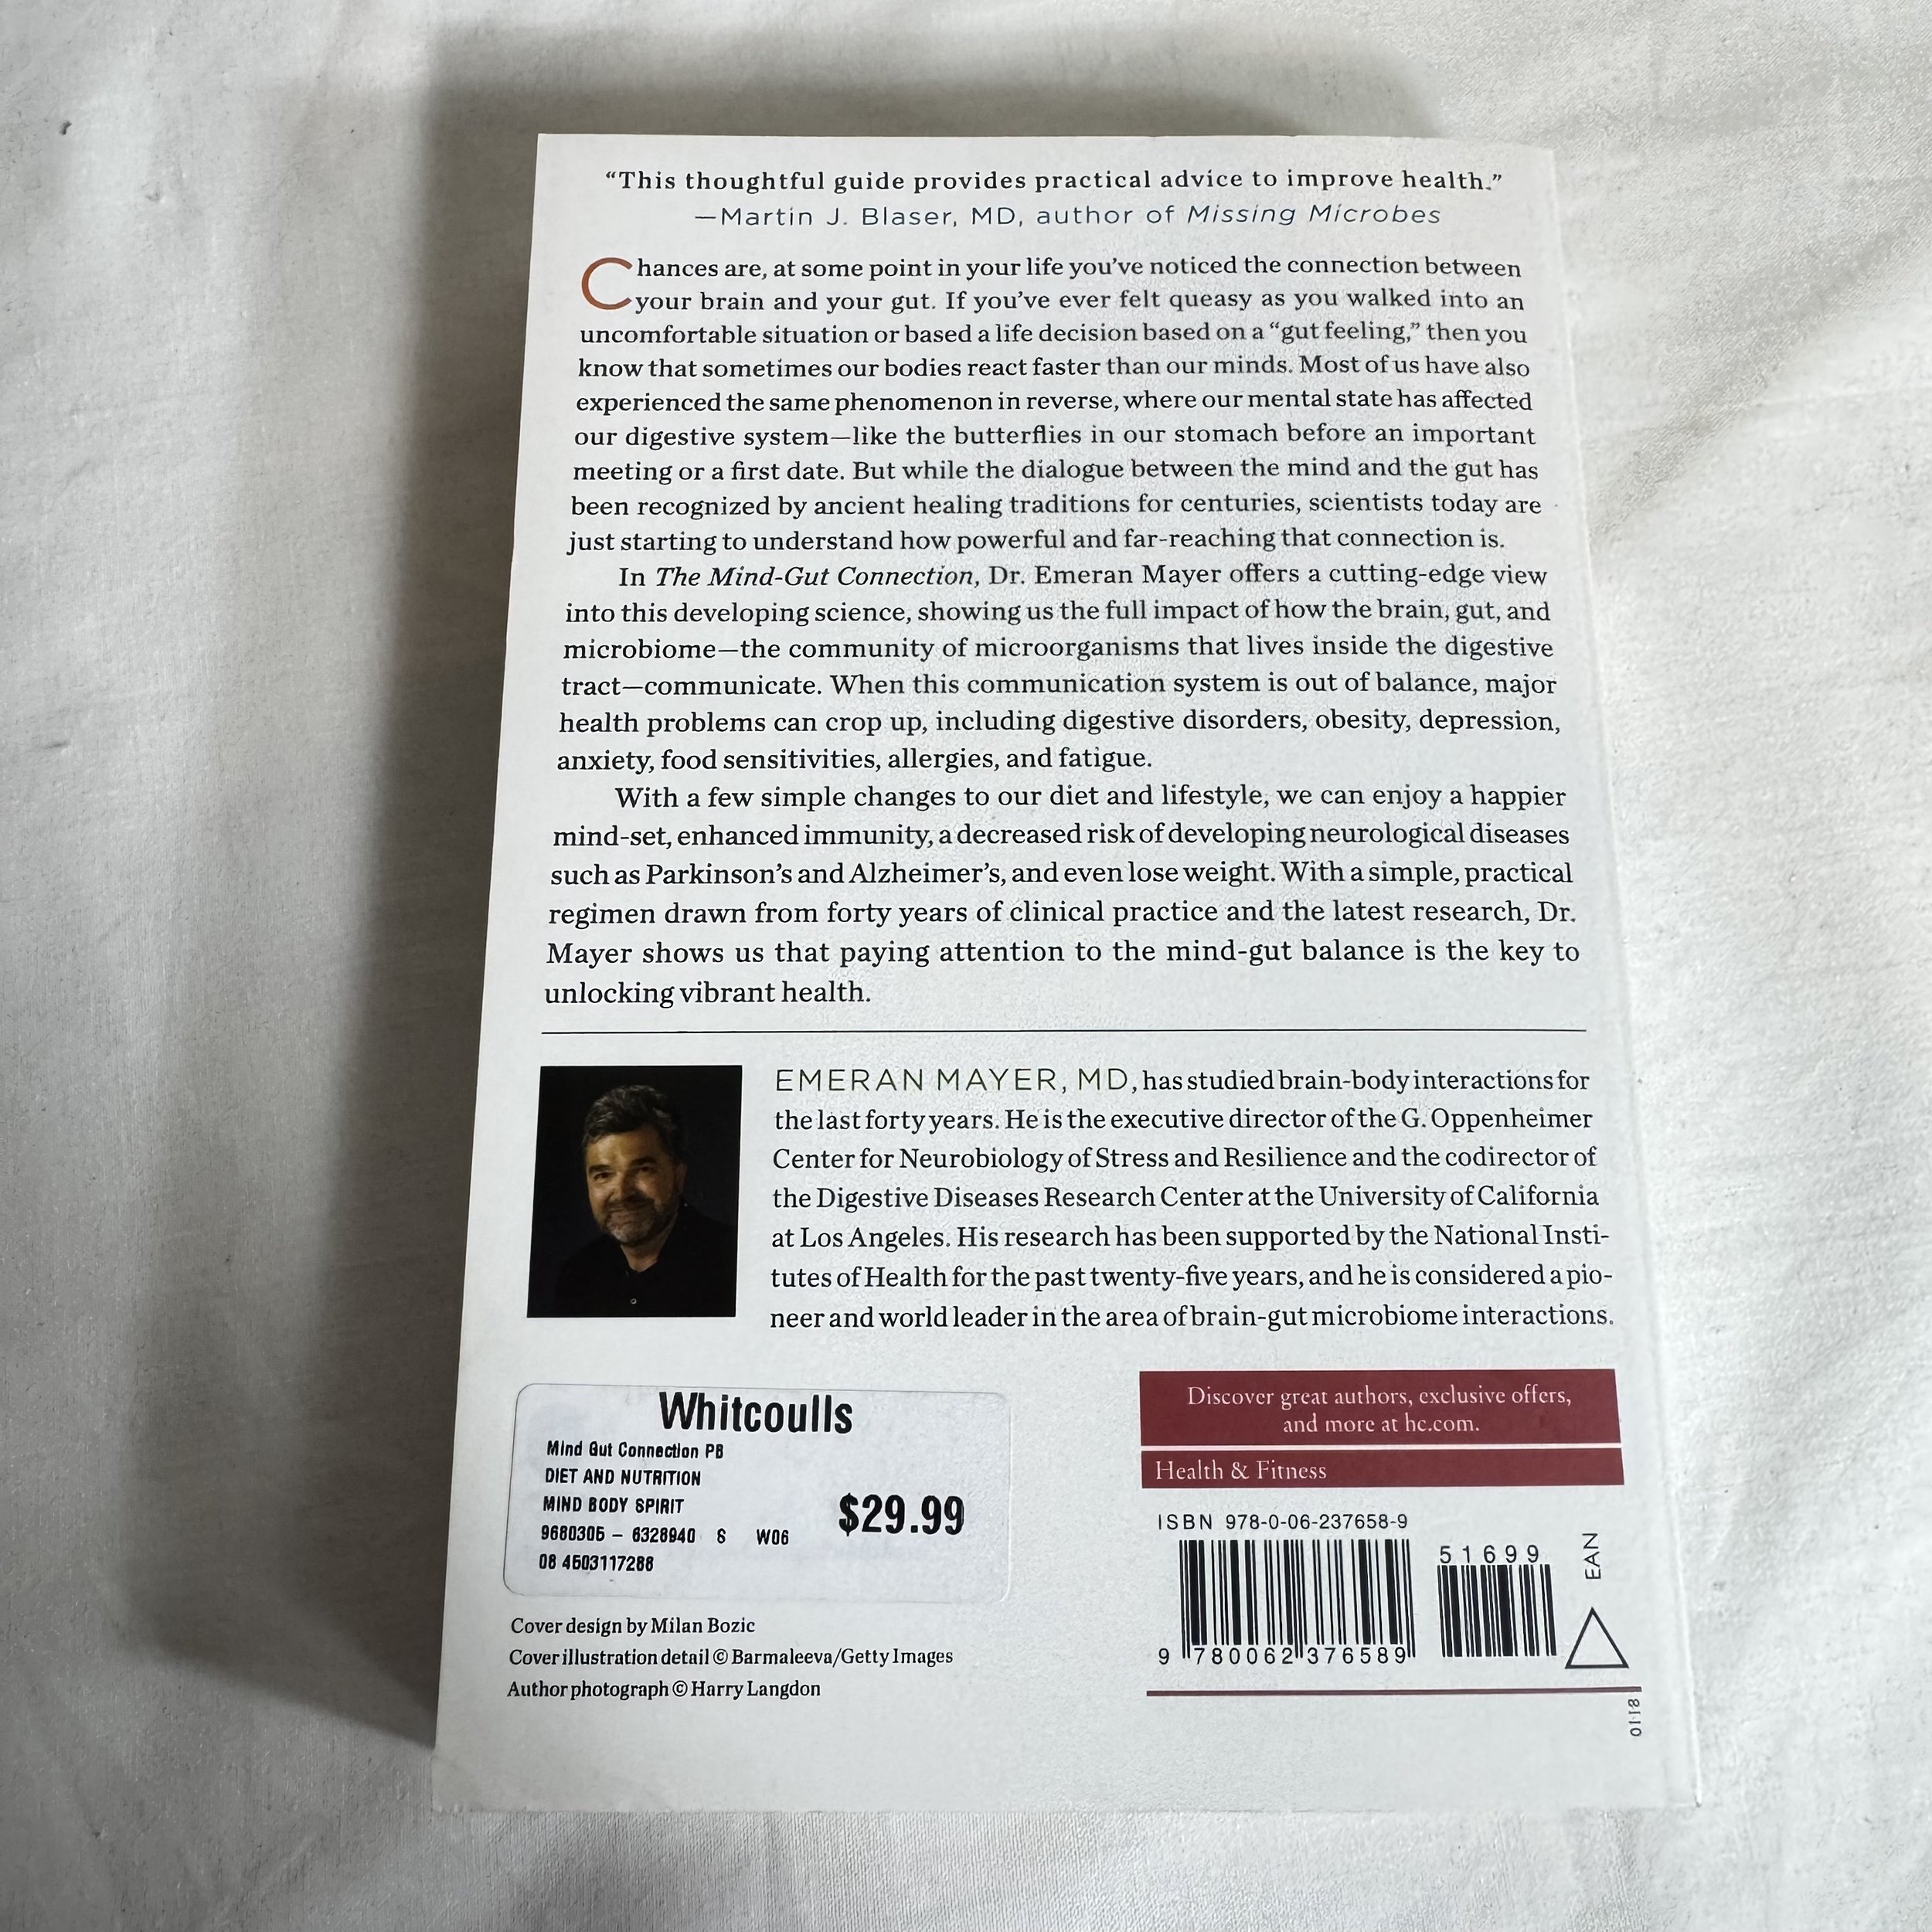 “This thoughtful guide provides practical advice to improve health.”
—Martin J. Blaser, MD, author of Missing Microbes
Chances are, at some point in your life you’ve noticed the connection between
your brain and your gut. If you’ve ever felt queasy as you walked into an
uncomfortable situation or based a life decision based on a “gut feeling,” then you
know that sometimes our bodies react faster than our minds. Most of us have also
experienced the same phenomenon in reverse, where our mental state has affected
our digestive system—like the butterflies in our stomach before an important
meeting or a first date. But while the dialogue between the mind and the gut has
been recognized by ancient healing traditions for centuries, scientists today are
just starting to understand how powerful and far-reaching that connection is.
In The Mind-Gut Connection, Dr. Emeran Mayer offers a cutting-edge view
into this developing science, showing us the full impact of how the brain, gut, and
microbiome—the community of microorganisms that lives inside the digestive
tract—communicate. When this communication system is out of balance, major
health problems can crop up, including digestive disorders, obesity, depression,
anxiety, food sensitivities, allergies, and fatigue.
With a few simple changes to our diet and lifestyle, we can enjoy a happier
mind-set, enhanced immunity, a decreased risk of developing neurological diseases
such as Parkinson’s and Alzheimer’s, and even lose weight. With a simple, practical
regimen drawn from forty years of clinical practice and the latest research, Dr.
Mayer shows us that paying attention to the mind-gut balance is the key to
unlocking vibrant health.
EMERAN MAYER, MD, has studied brain-body interactions for
the last forty years. He is the executive director of the G. Oppenheimer
Center for Neurobiology of Stress and Resilience and the codirector of
the Digestive Diseases Research Center at the University of California
at Los Angeles. His research has been supported by the National Insti-
tutes of Health for the past twenty-five years, and he is considered a pio-
neer and world leader in the area of brain-gut microbiome interactions.
Whitcoulls
Mind Gut Connection PB
DIET AND NUTRITION
MIND BODY SPIRIT
9680305 – 6328940 S W06
08 4503117288
$29.99
Cover design by Milan Bozic
Cover illustration detail © Barmaleeva/Getty Images
Author photograph © Harry Langdon
Discover great authors, exclusive offers,
and more at hc.com.
Health & Fitness
ISBN 978-0-06-237658-9
51699
EAN
9 780062 376589
0118